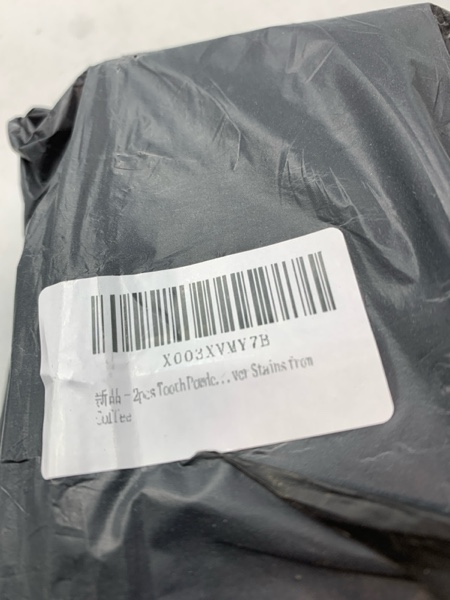 X003XVMY7B
新品 - 2pcs Tooth Powde...ver Stains from
Coffee